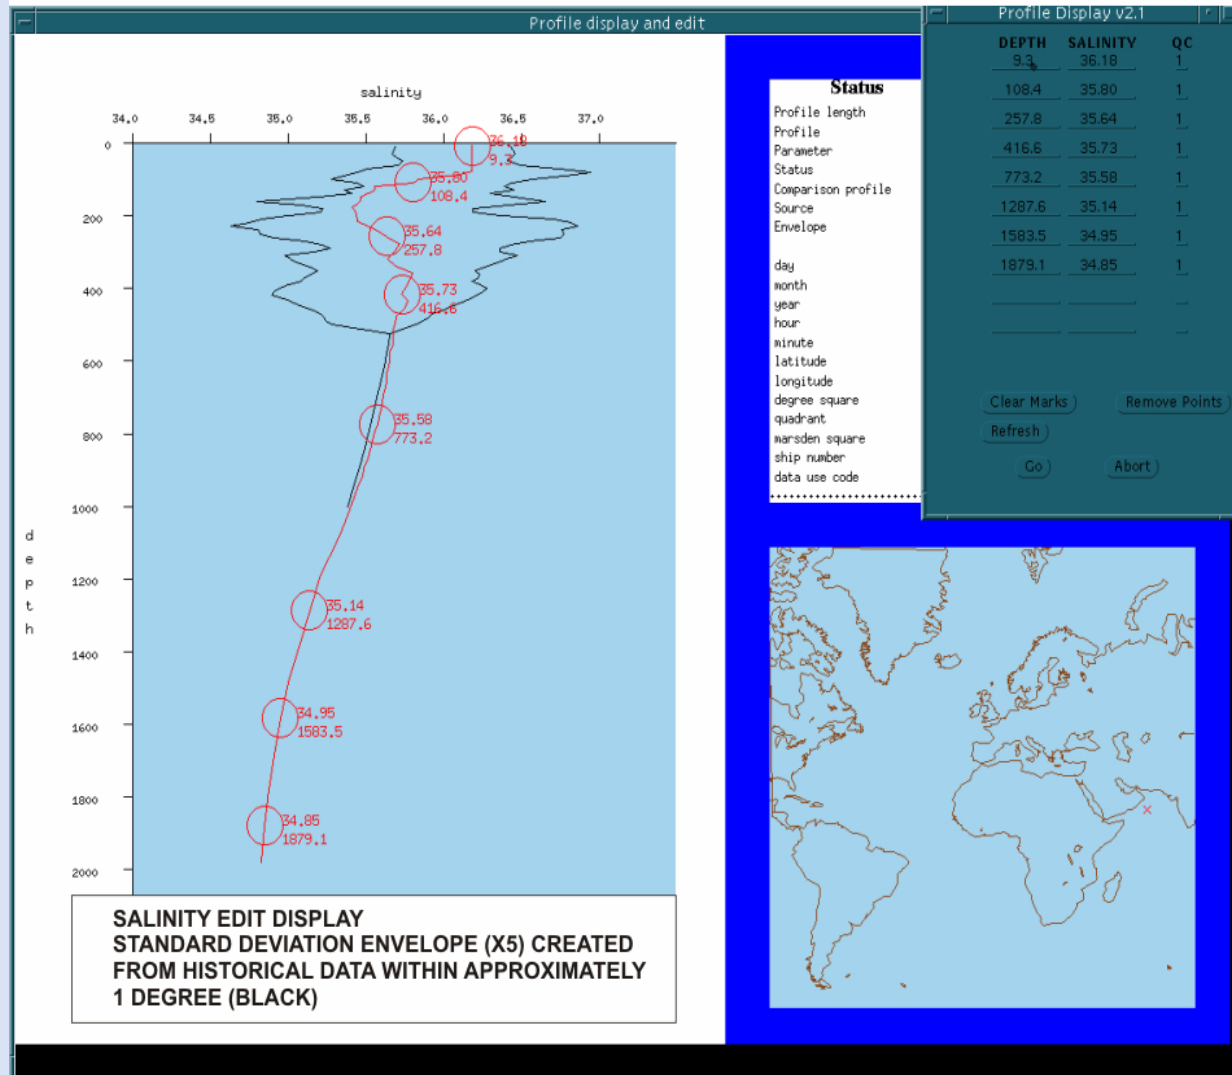 Profile display and edit
salinity
34.0 34.5 35.0 35.5 36.0 36.5 37.0
0
200
400
600
800
1000
1200
1400
1600
1800
2000
d
e
p
t
h
36.18
9.3
35.80
108.4
35.64
257.8
35.73
416.6
35.58
773.2
35.14
1287.6
34.95
1583.5
34.85
1879.1
SALINITY EDIT DISPLAY
STANDARD DEVIATION ENVELOPE (X5) CREATED
FROM HISTORICAL DATA WITHIN APPROXIMATELY
1 DEGREE (BLACK)
Status
Profile length
Profile
Parameter
Status
Comparison profile
Source
Envelope
day
month
year
hour
minute
latitude
longitude
degree square
quadrant
marsden square
ship number
data use code
Profile Display v2.1
DEPTH SALINITY QC
9.3 36.18 1
108.4 35.80 1
257.8 35.64 1
416.6 35.73 1
773.2 35.58 1
1287.6 35.14 1
1583.5 34.95 1
1879.1 34.85 1
Clear Marks Remove Points
Refresh
Go Abort